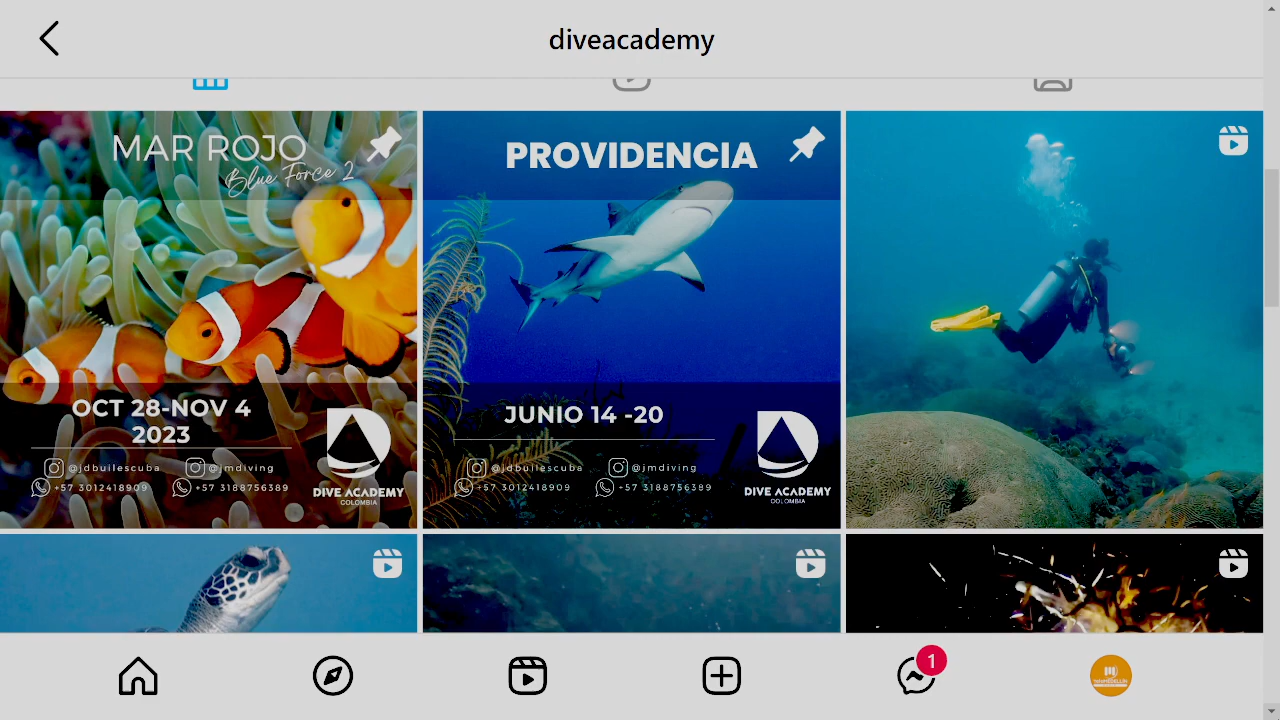 diveacademy
MAR ROJO
Blue Force 2
OCT 28-NOV 4
2023
@jdbuilescuba @jmdiving
+57 3012418909 +57 3188756389
DIVE ACADEMY
COLOMBIA
PROVIDENCIA
JUNIO 14 -20
@jdbuilescuba @jmdiving
+57 3012418909 +57 3188756389
DIVE ACADEMY
COLOMBIA
1